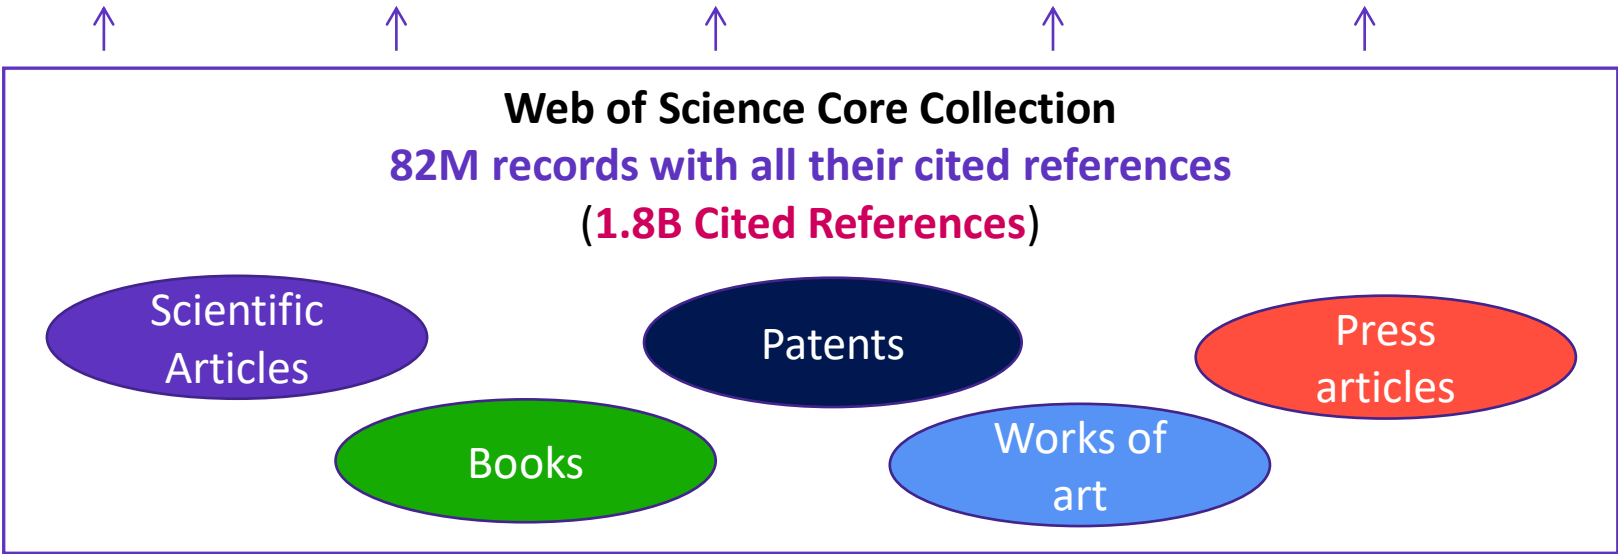 Web of Science Core Collection
82M records with all their cited references
(1.8B Cited References)
Scientific
Articles
Patents
Press
articles
Books
Works of
art